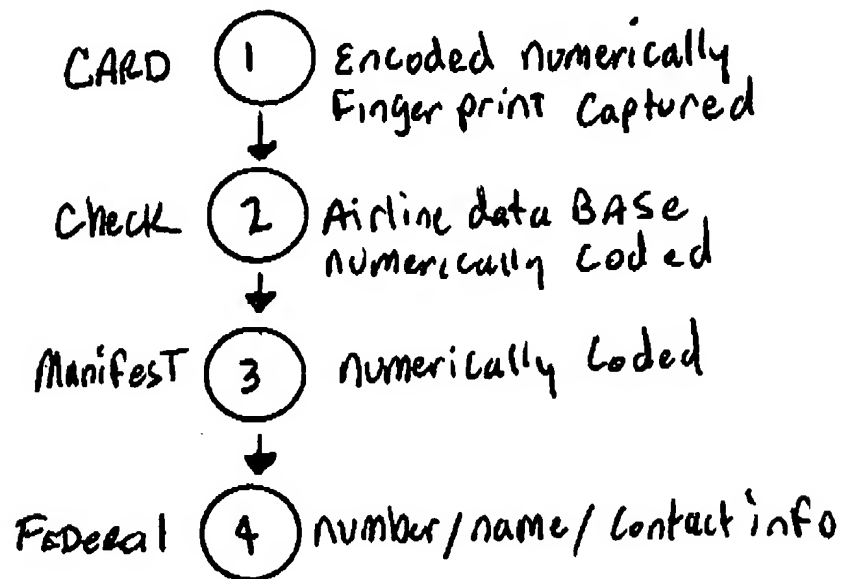 CARD 1 Encoded numerically
Finger print Captured
Check 2 Airline data BASe
numerically coded
ManifesT 3 numerically Coded
FeDeral 4 number/name/contact info